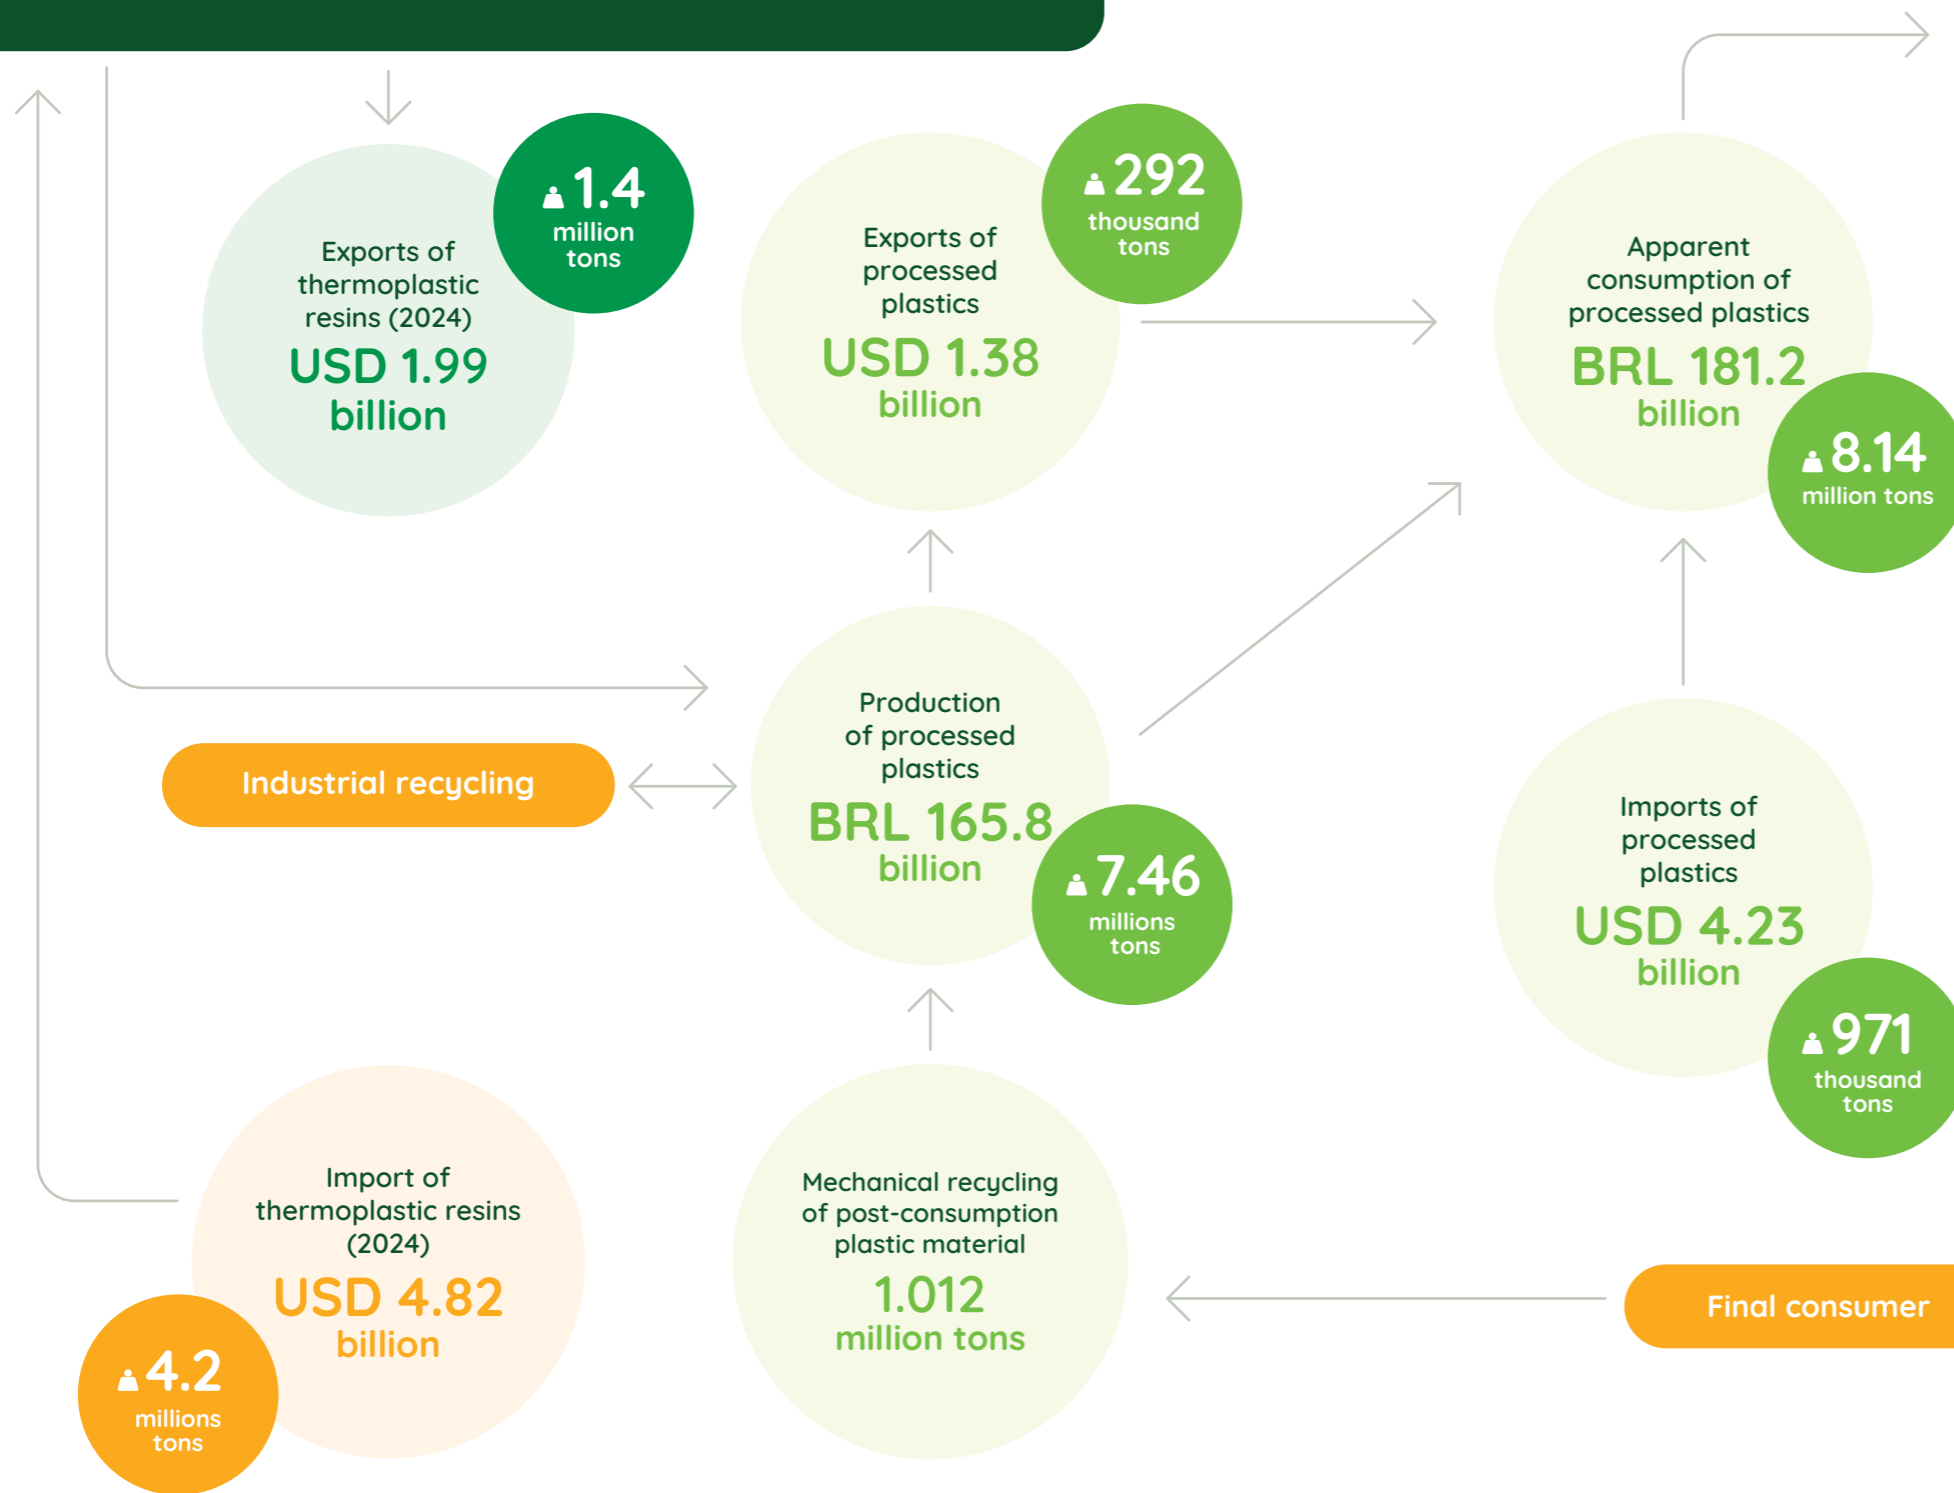 Exports of
thermoplastic
resins (2024)
USD 1.99
billion
1.4
million
tons
Exports of
processed
plastics
USD 1.38
billion
292
thousand
tons
Apparent
consumption of
processed plastics
BRL 181.2
billion
8.14
million tons
Industrial recycling
Production
of processed
plastics
BRL 165.8
billion
7.46
millions
tons
Imports of
processed
plastics
USD 4.23
billion
971
thousand
tons
Import of
thermoplastic resins
(2024)
USD 4.82
billion
4.2
millions
tons
Mechanical recycling
of post-consumption
plastic material
1.012
million tons
Final consumer